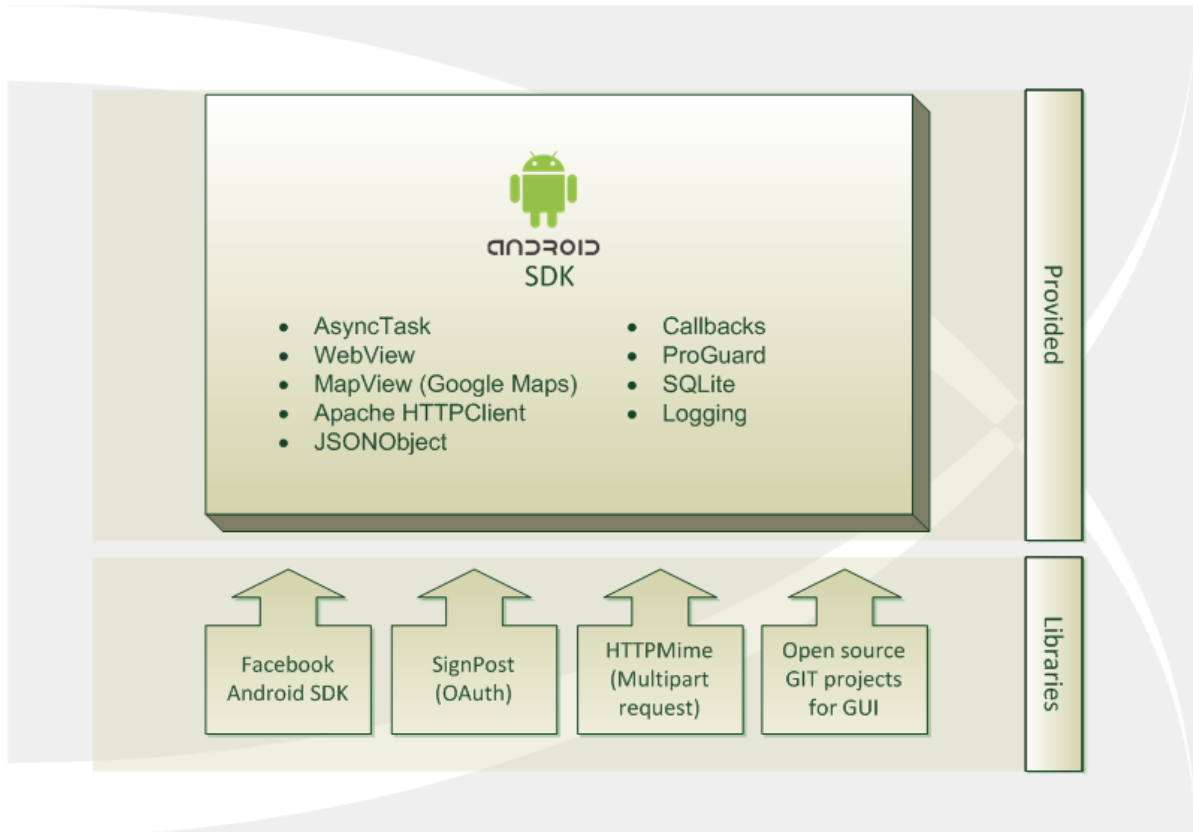 ANDROID
SDK
• AsyncTask
• WebView
• MapView (Google Maps)
• Apache HTTPClient
• JSONObject
• Callbacks
• ProGuard
• SQLite
• Logging
Provided
Facebook
Android SDK
SignPost
(OAuth)
HTTPMime
(Multipart
request)
Open source
GIT projects
for GUI
Libraries